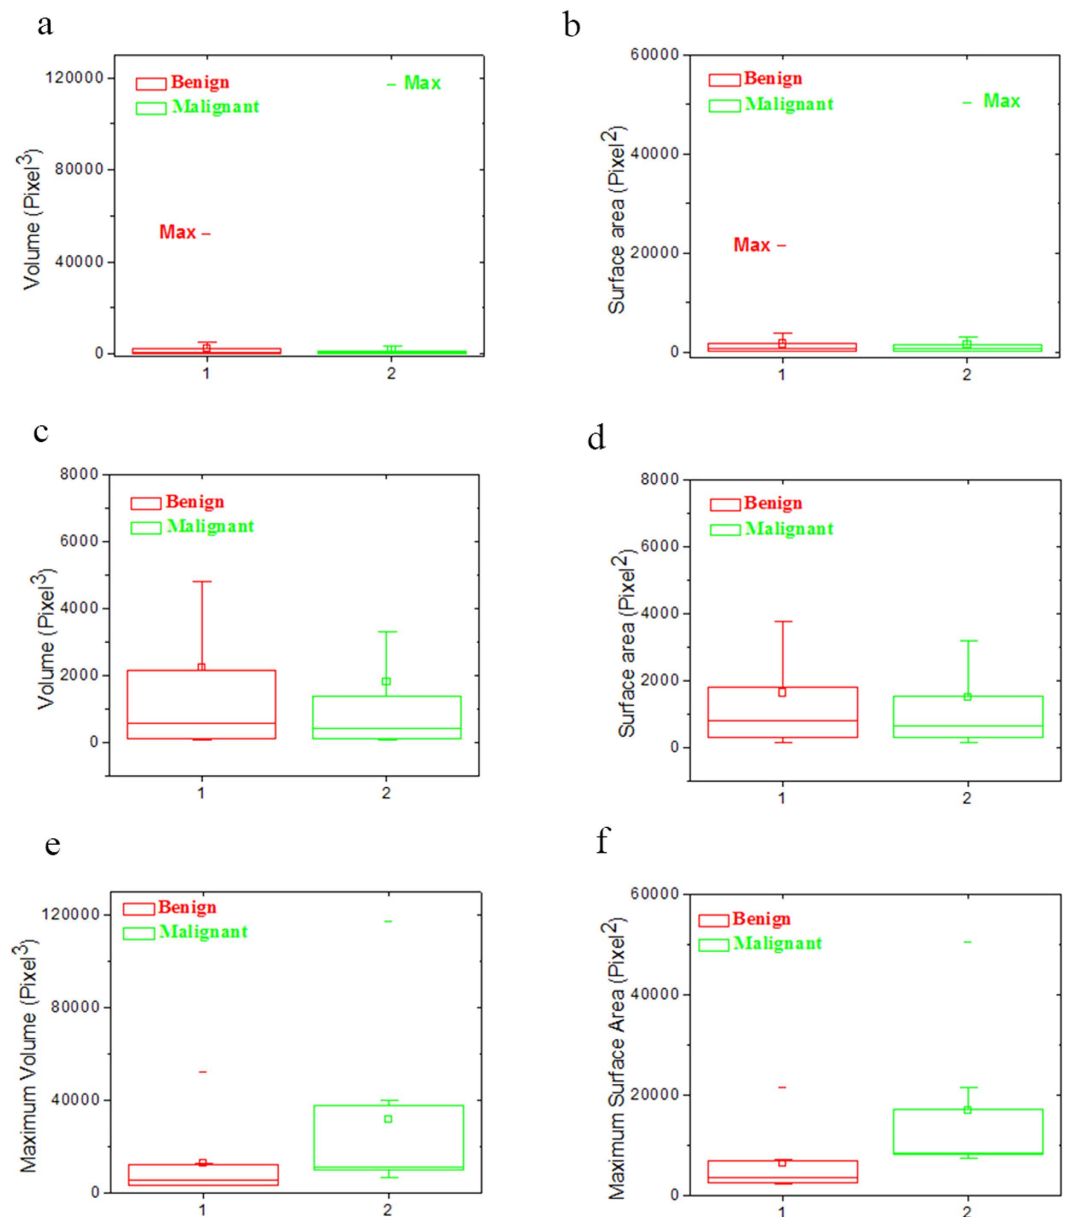 a
Volume (Pixel3)
120000
80000
40000
0
Benign
Malignant
Max
Max
1
2
b
Surface area (Pixel2)
60000
40000
20000
0
Benign
Malignant
Max
Max
1
2
c
Volume (Pixel3)
8000
6000
4000
2000
0
Benign
Malignant
1
2
d
Surface area (Pixel2)
8000
6000
4000
2000
0
Benign
Malignant
1
2
e
Maximum Volume (Pixel3)
120000
80000
40000
0
Benign
Malignant
1
2
f
Maximum Surface Area (Pixel2)
60000
40000
20000
0
Benign
Malignant
1
2